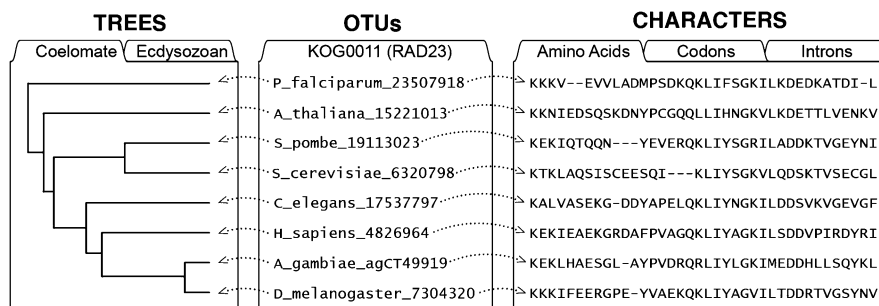 TREES OTUs CHARACTERS
Coelomate Ecdysozoan KOG0011 (RAD23) Amino Acids Codons Introns
P_falciparum_23507918 KKKV--EVVLADMPSDKQKLIFSGKILKDEDKATDI-L
A_thaliana_15221013 KKNIEDSQSKDNYPCGQQLLIHNGKVLKDETTLVENKV
S_pombe_19113023 KEKIQTQQN---YEVERQKLIYSGRILADDKTVGEYNI
S_cerevisiae_6320798 KTKLAQSISCEESQI---KLIYSGKVLQDSKTVSECGL
C_elegans_17537797 KALVASEKG-DDYAPELQKLIYNGKILDDSVKVGEVGF
H_sapiens_4826964 KEKIEAEKGRDAFPVAGQKLIYAGKILSDDVPIRDYRI
A_gambiae_agCT49919 KEKLHAESGL-AYPVDRQRLIYLGKIMEDDHLLSQYKL
D_melanogaster_7304320 KKKIFEERGPE-YVAEKQKLIYAGVILTDDRTVGSYNV